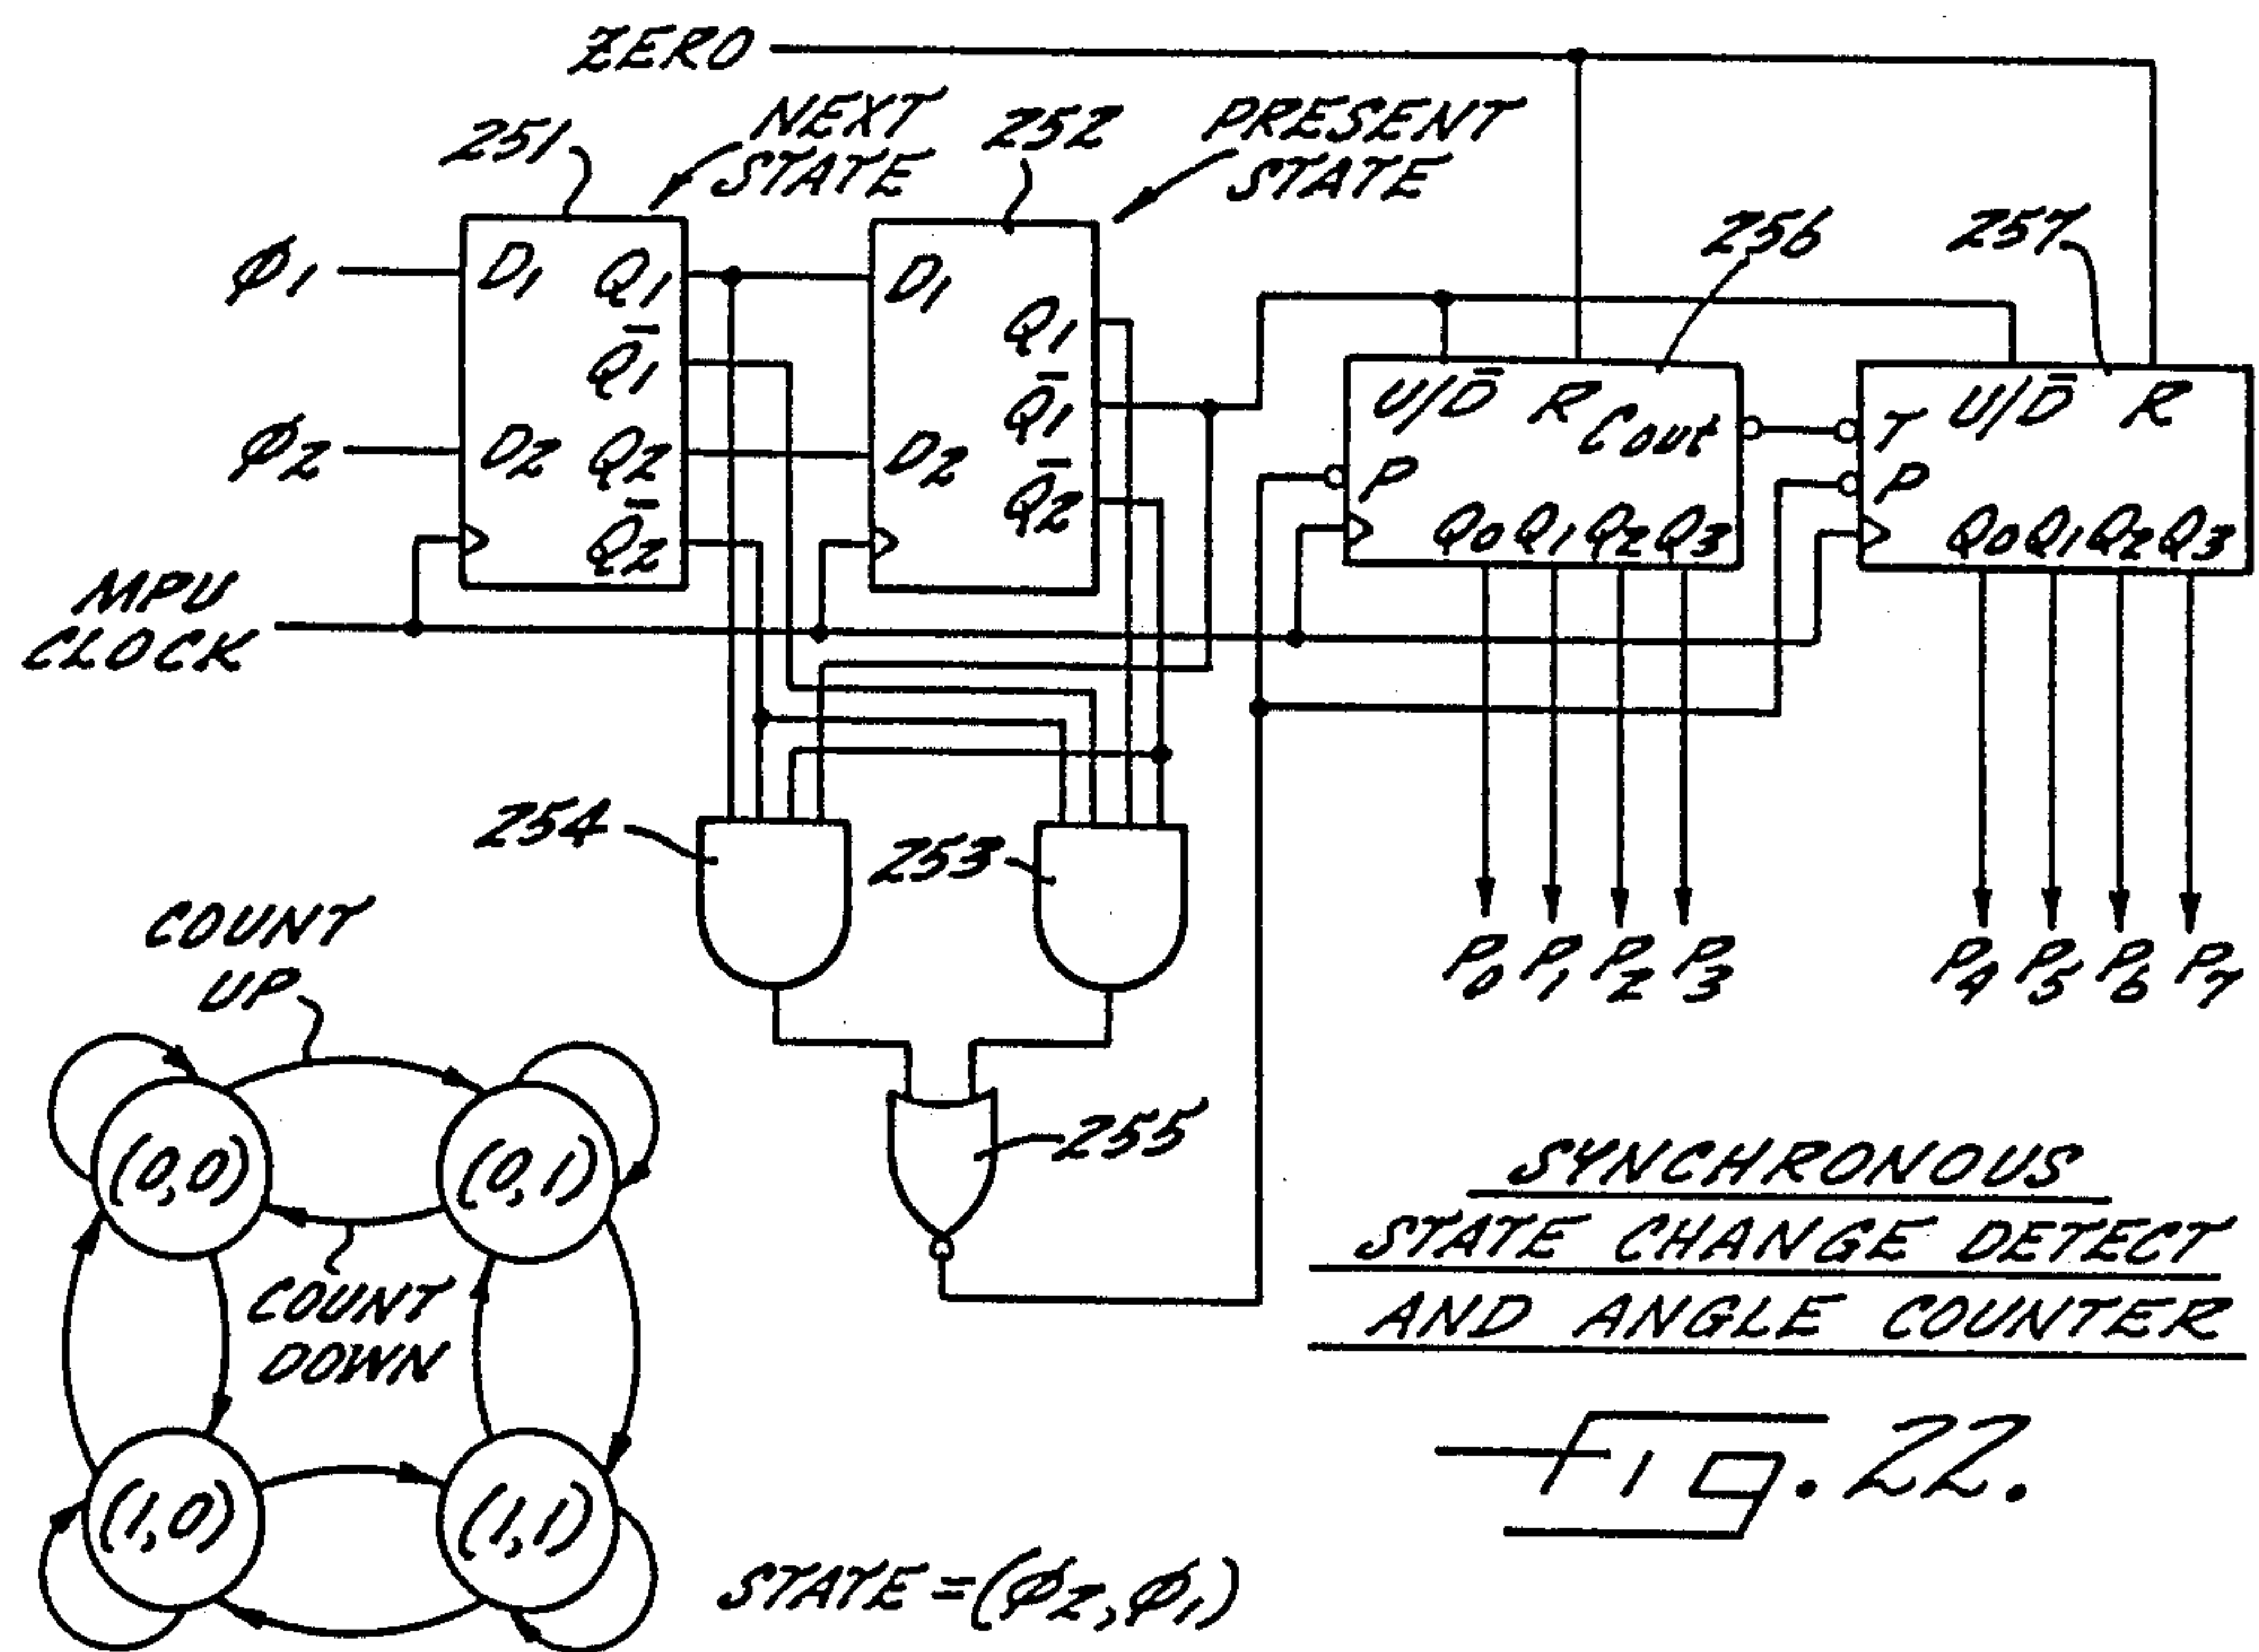 ZERO
251
NEXT
STATE
252
PRESENT
STATE
256
257
φ1
φ2
D1
Q1
Q̅1
D2
Q2
Q̅2
D1
Q1
Q̅1
D2
Q̅2
U/D̅ R
Cout
P
Q0 Q1 Q2 Q3
T U/D̅ R
P
Q0 Q1 Q2 Q3
MPU
CLOCK
254
253
P0 P1 P2 P3
P4 P5 P6 P7
COUNT
UP
255
(0,0)
(0,1)
COUNT
DOWN
(1,0)
(1,1)
STATE=(φ2,φ1)
SYNCHRONOUS
STATE CHANGE DETECT
AND ANGLE COUNTER
Fig. 22.